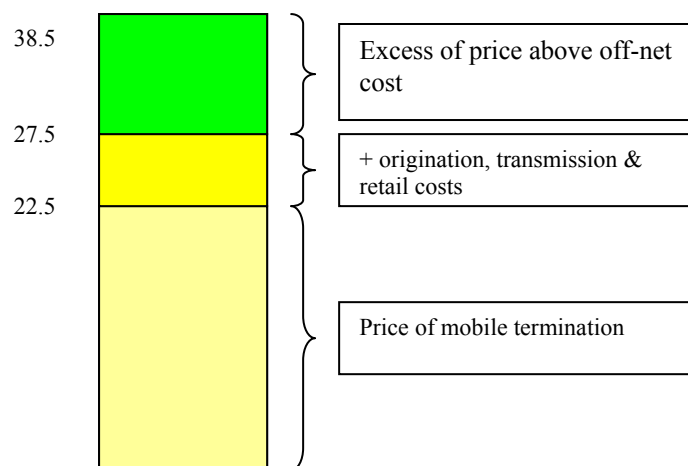 38.5
Excess of price above off-net
cost
27.5
+ origination, transmission &
retail costs
22.5
Price of mobile termination